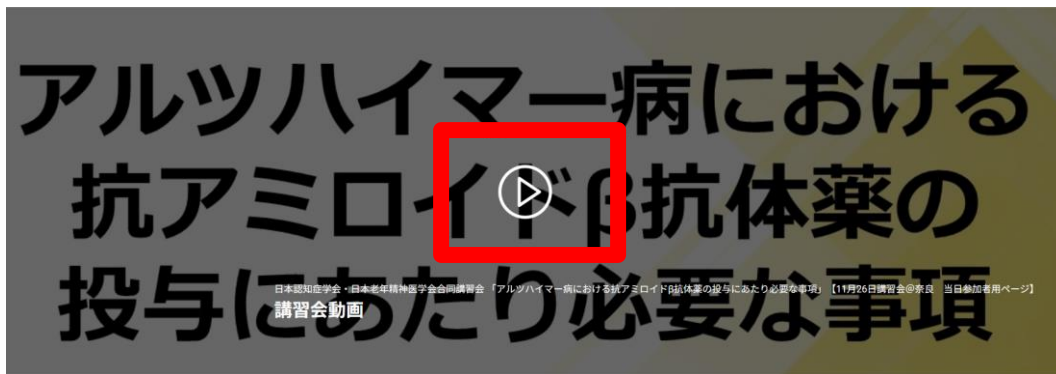 アルツハイマー病における
抗アミロイドβ抗体薬の
投与にあたり必要な事項
日本認知症学会・日本老年精神医学会合同講習会 「アルツハイマー病における抗アミロイドβ抗体薬の投与にあたり必要な事項」【11月26日講習会@奈良 当日参加者用ページ】
講習会動画